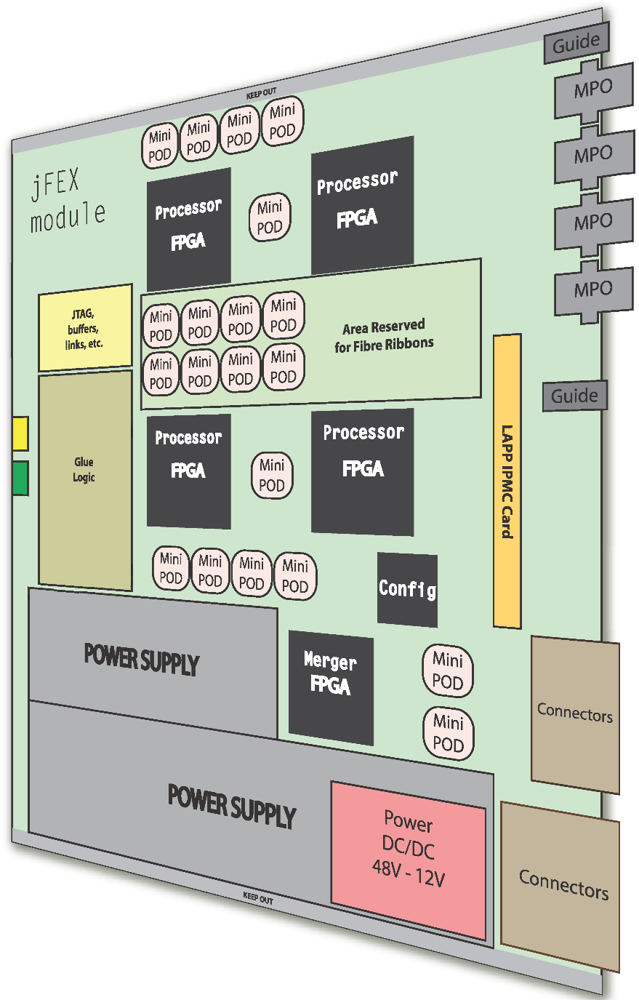 Guide
MPO
KEEP OUT
Mini
POD
Mini
POD
Mini
POD
Mini
POD
MPO
jFEX
module
Processor
FPGA
Mini
POD
Processor
FPGA
MPO
MPO
JTAG,
buffers,
links, etc.
Mini
POD
Mini
POD
Mini
POD
Mini
POD
Area Reserved
for Fibre Ribbons
Mini
POD
Mini
POD
Mini
POD
Mini
POD
Guide
Glue
Logic
Processor
FPGA
Mini
POD
Processor
FPGA
LAPP IPMC Card
Mini
POD
Mini
POD
Mini
POD
Mini
POD
Config
POWER SUPPLY
Merger
FPGA
Mini
POD
Mini
POD
Connectors
POWER SUPPLY
Power
DC/DC
48V - 12V
Connectors
KEEP OUT